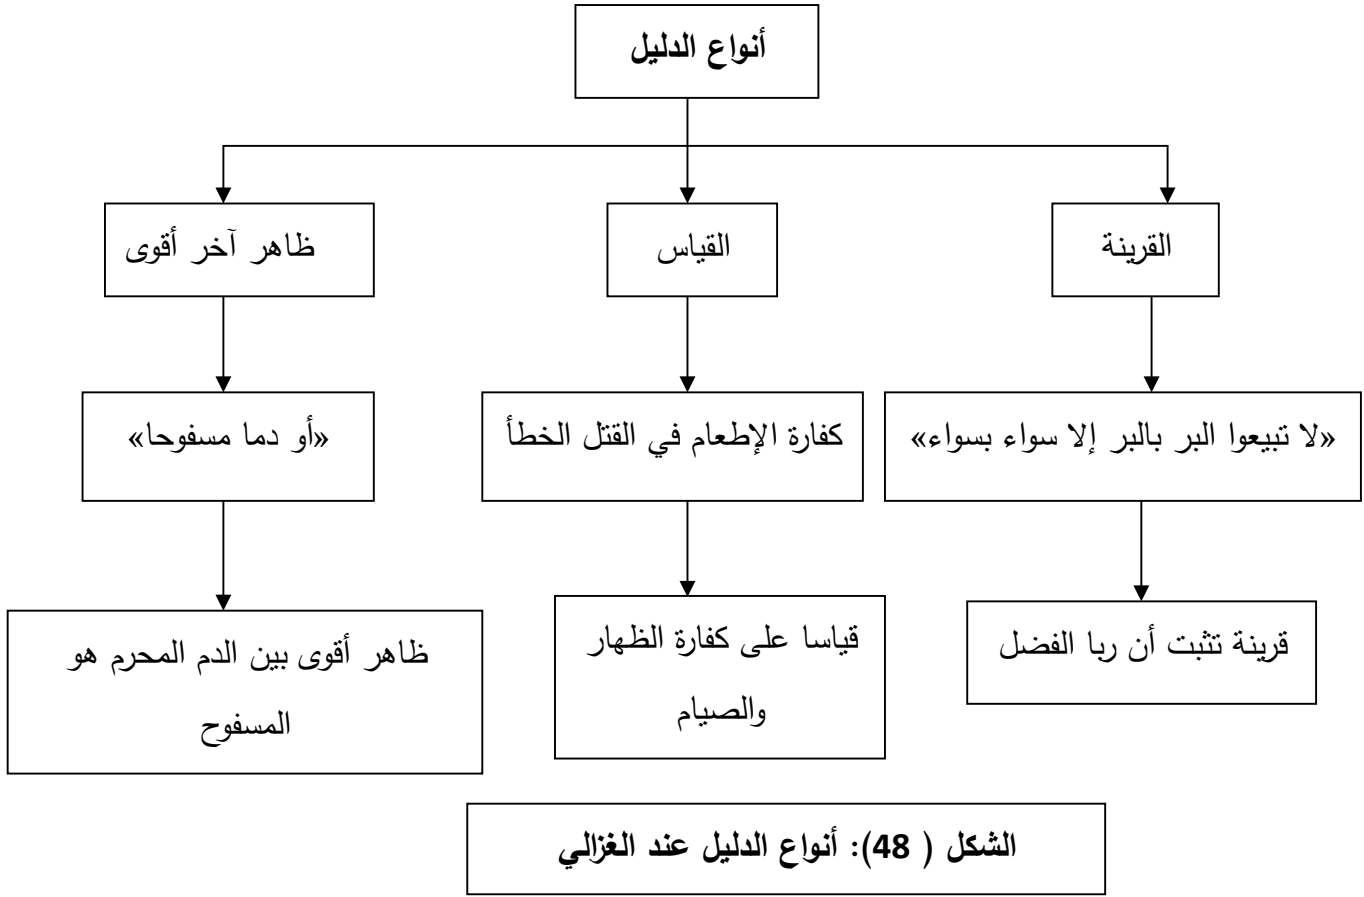 أنواع الدليل
القرينة
القياس
ظاهر آخر أقوى
«لا تبيعوا البر بالبر إلا سواء بسواء»
كفارة الإطعام في القتل الخطأ
«أو دما مسفوحا»
قرينة تثبت أن ربا الفضل
قياسا على كفارة الظهار
والصيام
ظاهر أقوى بين الدم المحرم هو
المسفوح
الشكل ( 48): أنواع الدليل عند الغزالي